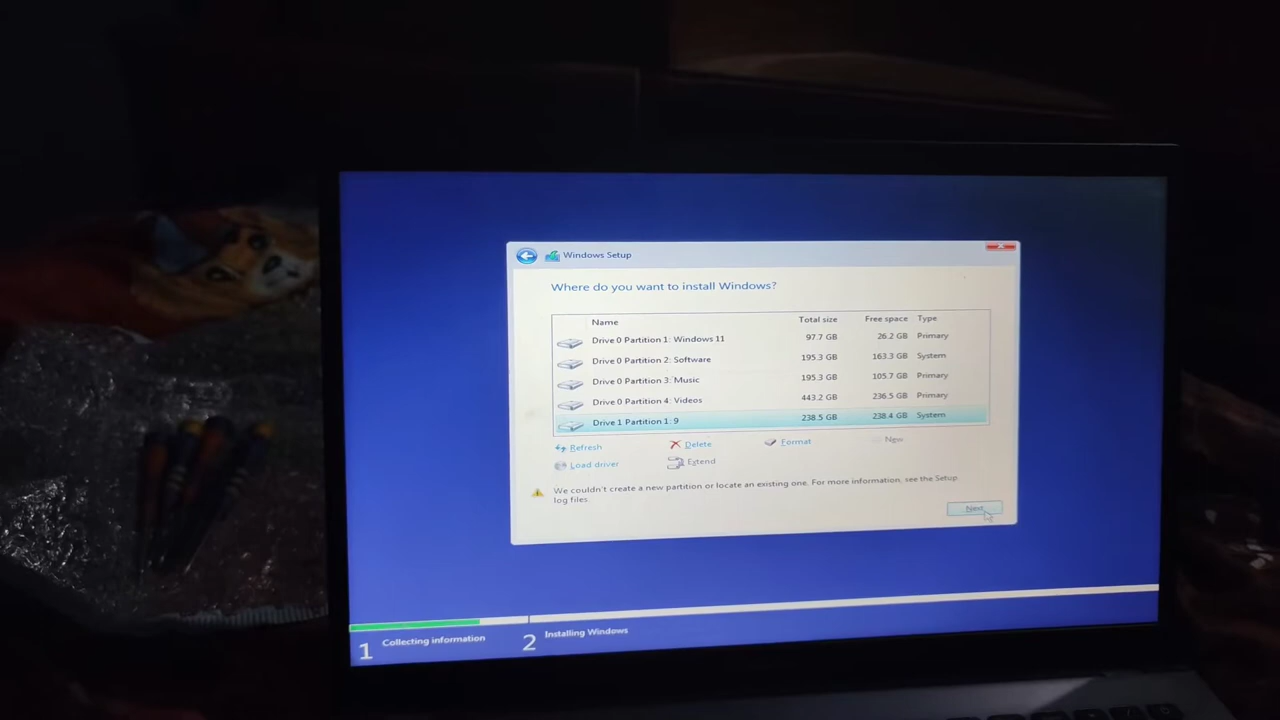 Windows Setup
Where do you want to install Windows?
Name Total size Free space Type
Drive 0 Partition 1: Windows 11 97.7 GB 26.2 GB Primary
Drive 0 Partition 2: Software 195.3 GB 163.3 GB System
Drive 0 Partition 3: Music 195.3 GB 105.7 GB Primary
Drive 0 Partition 4: Videos 443.2 GB 236.5 GB Primary
Drive 1 Partition 1: 9 238.5 GB 238.4 GB System
Refresh Delete Format New
Load driver Extend
We couldn't create a new partition or locate an existing one. For more information, see the Setup
log files.
Next
1 Collecting information 2 Installing Windows